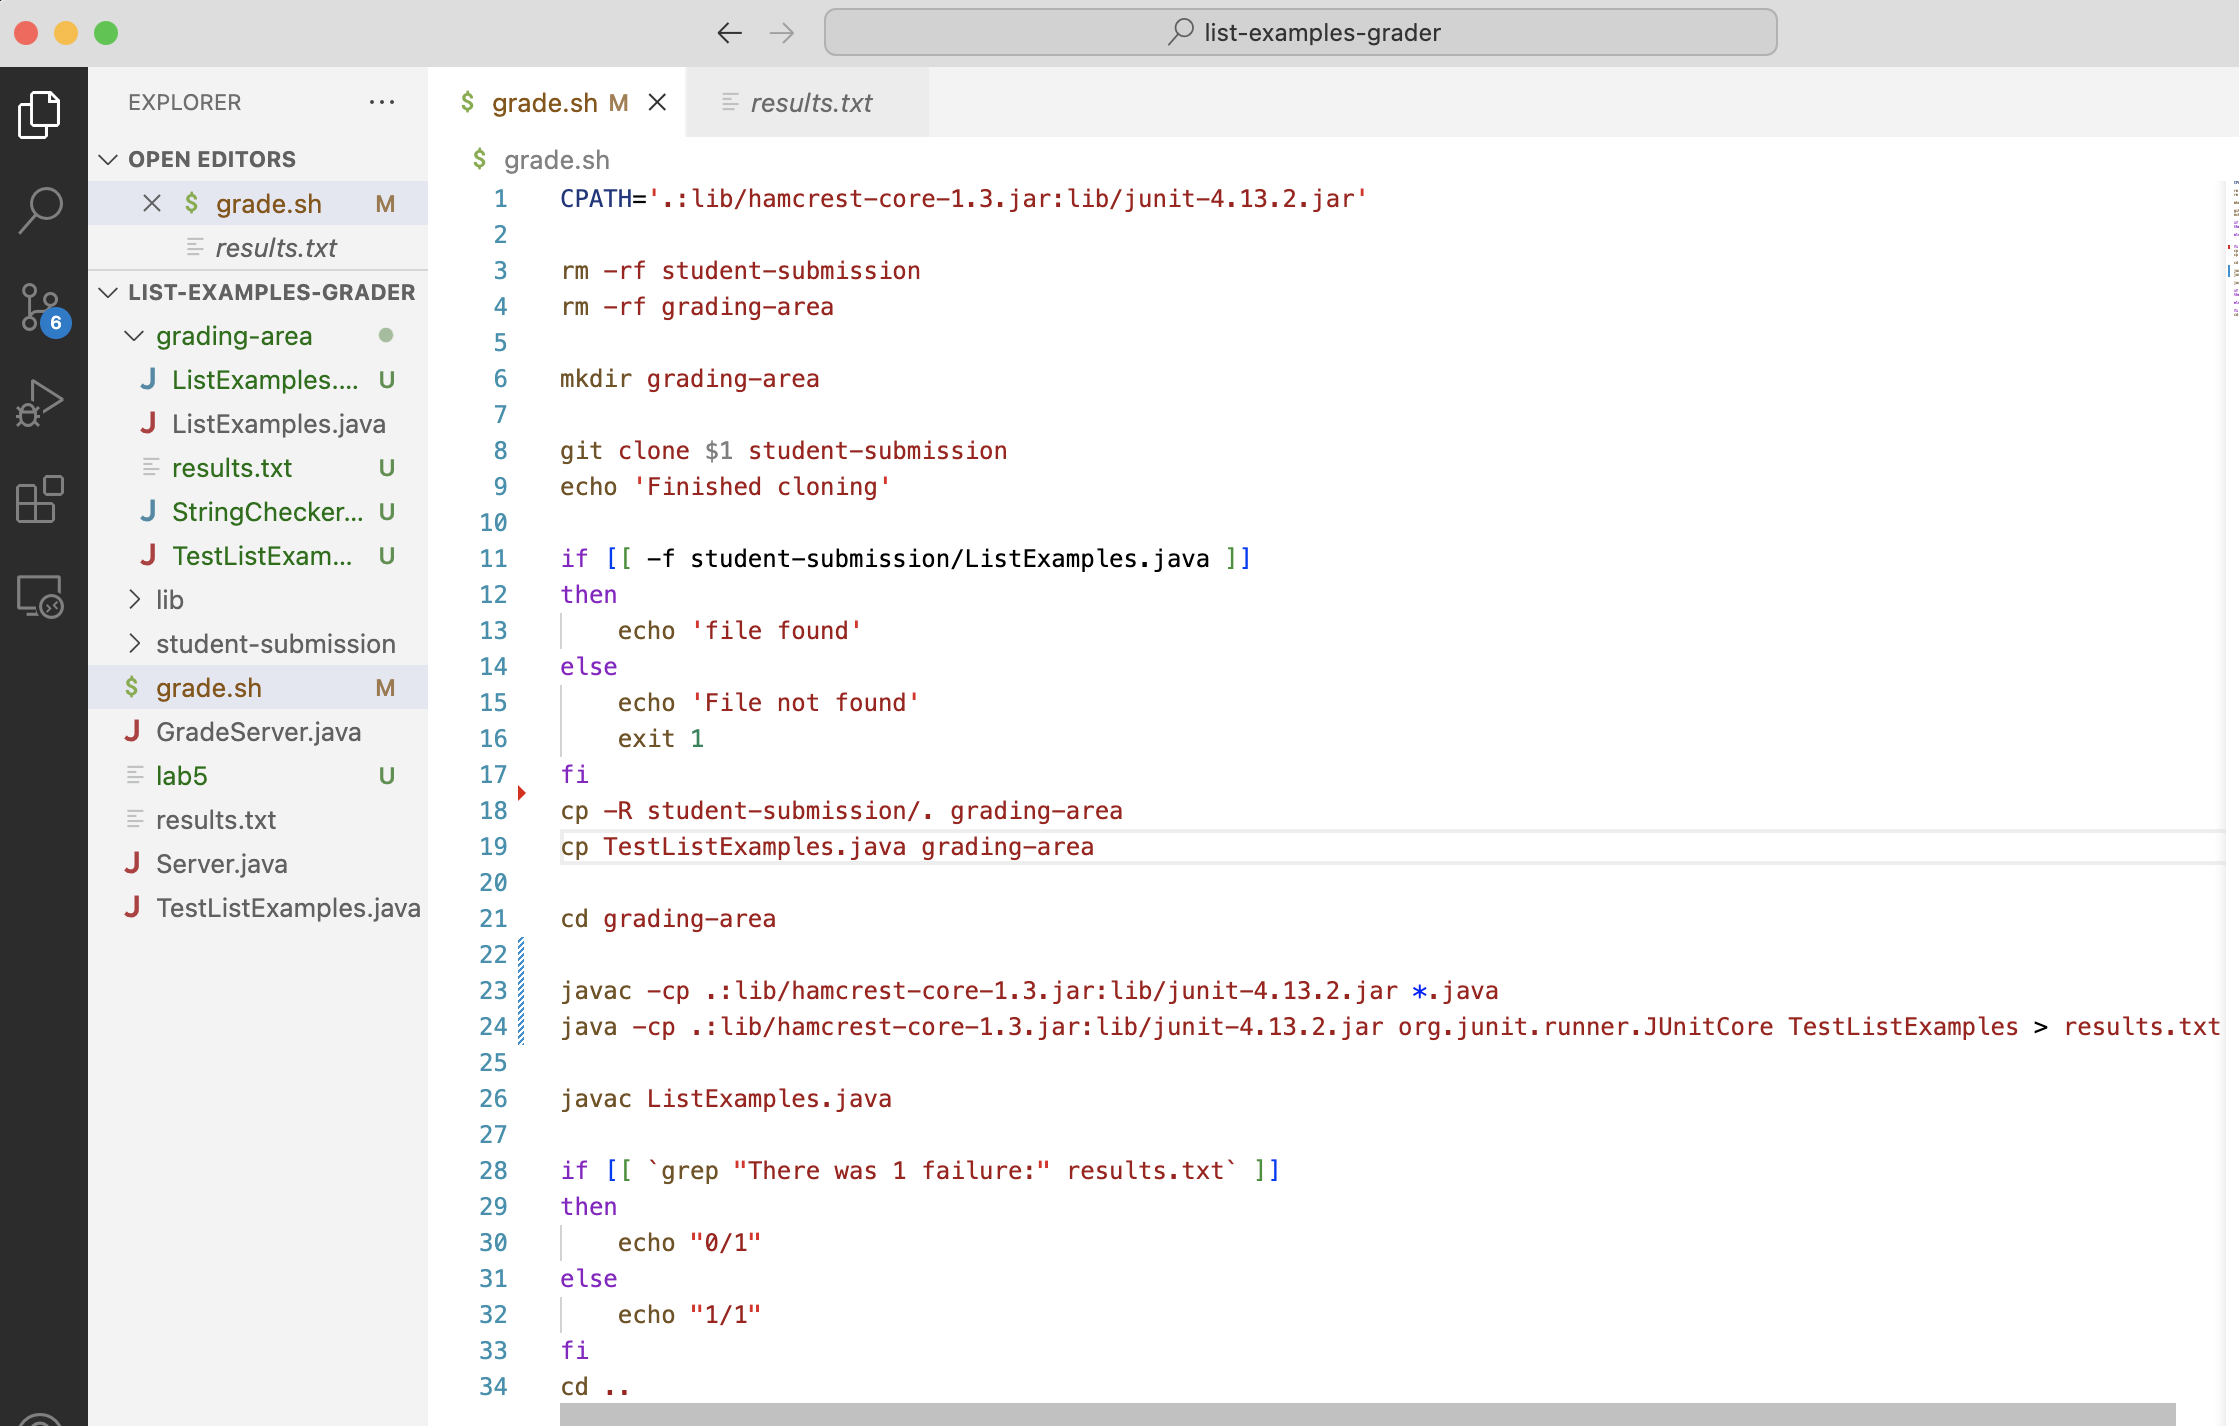 list-examples-grader
EXPLORER
OPEN EDITORS
$ grade.sh M
results.txt
LIST-EXAMPLES-GRADER
6
grading-area
J ListExamples.... U
J ListExamples.java
results.txt U
J StringChecker... U
J TestListExam... U
lib
student-submission
$ grade.sh M
J GradeServer.java
lab5 U
results.txt
J Server.java
J TestListExamples.java
$ grade.sh M
results.txt
$ grade.sh
1 CPATH='.:lib/hamcrest-core-1.3.jar:lib/junit-4.13.2.jar'
2
3 rm -rf student-submission
4 rm -rf grading-area
5
6 mkdir grading-area
7
8 git clone $1 student-submission
9 echo 'Finished cloning'
10
11 if [[ -f student-submission/ListExamples.java ]]
12 then
13     echo 'file found'
14 else
15     echo 'File not found'
16     exit 1
17 fi
18 cp -R student-submission/. grading-area
19 cp TestListExamples.java grading-area
20
21 cd grading-area
22
23 javac -cp .:lib/hamcrest-core-1.3.jar:lib/junit-4.13.2.jar *.java
24 java -cp .:lib/hamcrest-core-1.3.jar:lib/junit-4.13.2.jar org.junit.runner.JUnitCore TestListExamples > results.txt
25
26 javac ListExamples.java
27
28 if [[ `grep "There was 1 failure:" results.txt` ]]
29 then
30     echo "0/1"
31 else
32     echo "1/1"
33 fi
34 cd ..